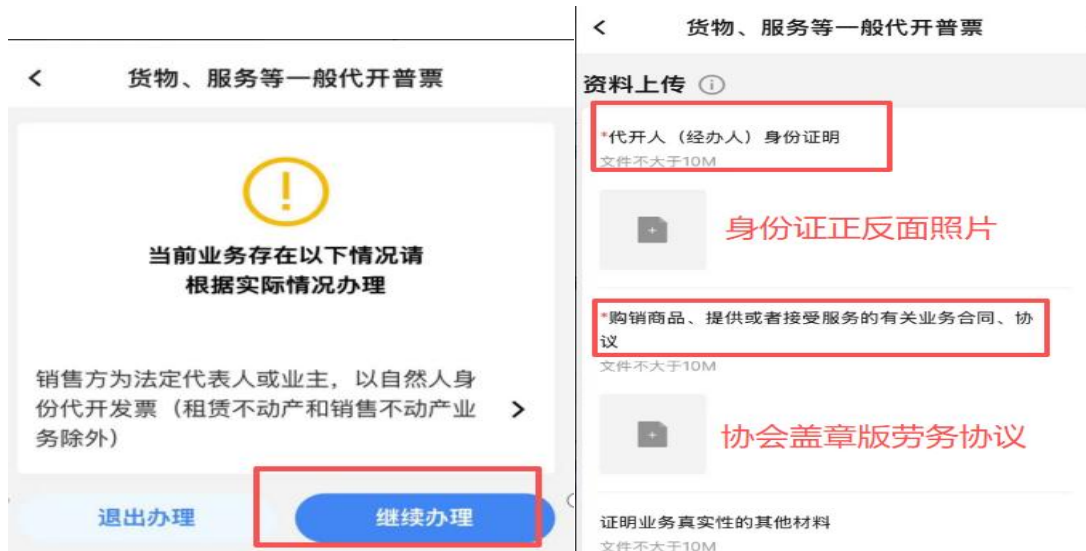 货物、服务等一般代开普票
当前业务存在以下情况请
根据实际情况办理
销售方为法定代表人或业主，以自然人身
份代开发票（租赁不动产和销售不动产业
务除外）
退出办理
继续办理
货物、服务等一般代开普票
资料上传
*代开人（经办人）身份证明
文件不大于10M
身份证正反面照片
*购销商品、提供或者接受服务的有关业务合同、协
议
文件不大于10M
协会盖章版劳务协议
证明业务真实性的其他材料
文件不大于10M